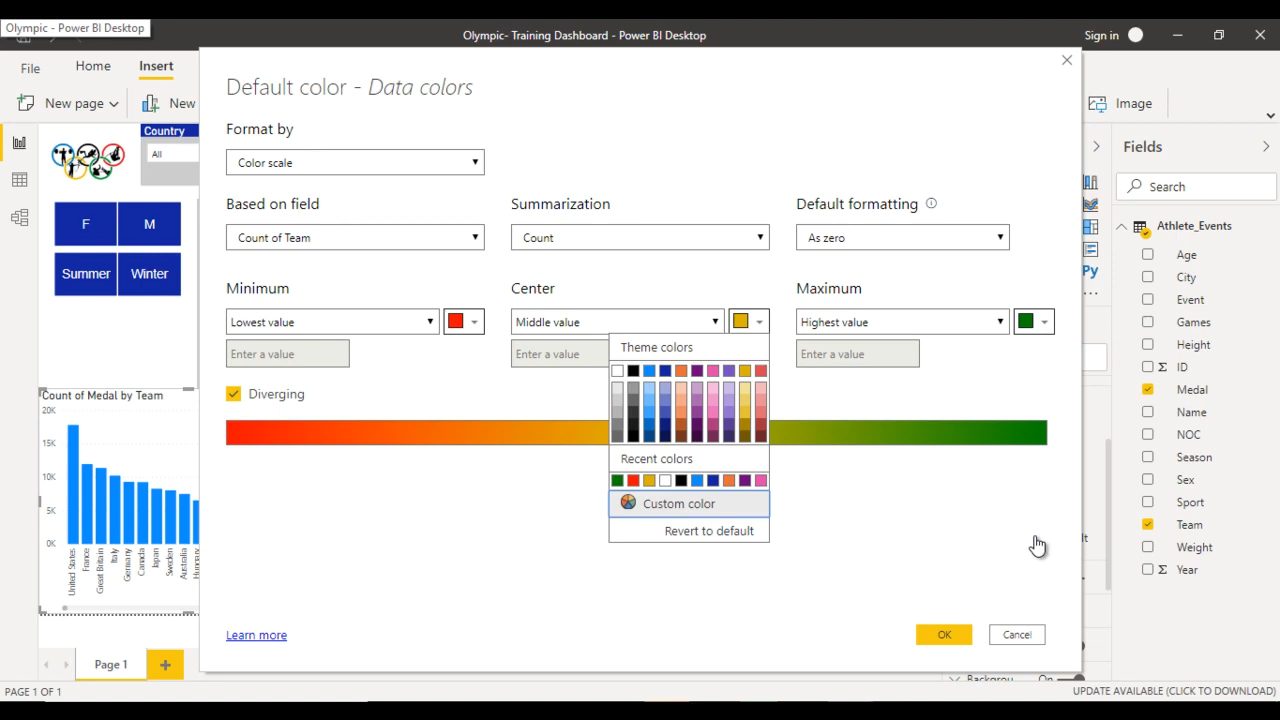 Olympic - Power BI Desktop
Olympic- Training Dashboard - Power BI Desktop
Sign in
File
Home
Insert
New page
New
Image
Country
All
F
M
Summer
Winter
Count of Medal by Team
20K
15K
10K
5K
0K
United States
France
Great Britain
Italy
Germany
Canada
Japan
Sweden
Australia
Default color - Data colors
Format by
Color scale
Based on field
Summarization
Default formatting
Count of Team
Count
As zero
Minimum
Center
Maximum
Lowest value
Middle value
Highest value
Enter a value
Enter a value
Enter a value
Diverging
Theme colors
Recent colors
Custom color
Revert to default
Learn more
OK
Cancel
Py
Backgrou
On
Fields
Search
Athlete_Events
Age
City
Event
Games
Height
Σ ID
Medal
Name
NOC
Season
Sex
Sport
Team
Weight
Σ Year
Page 1
PAGE 1 OF 1
UPDATE AVAILABLE (CLICK TO DOWNLOAD)